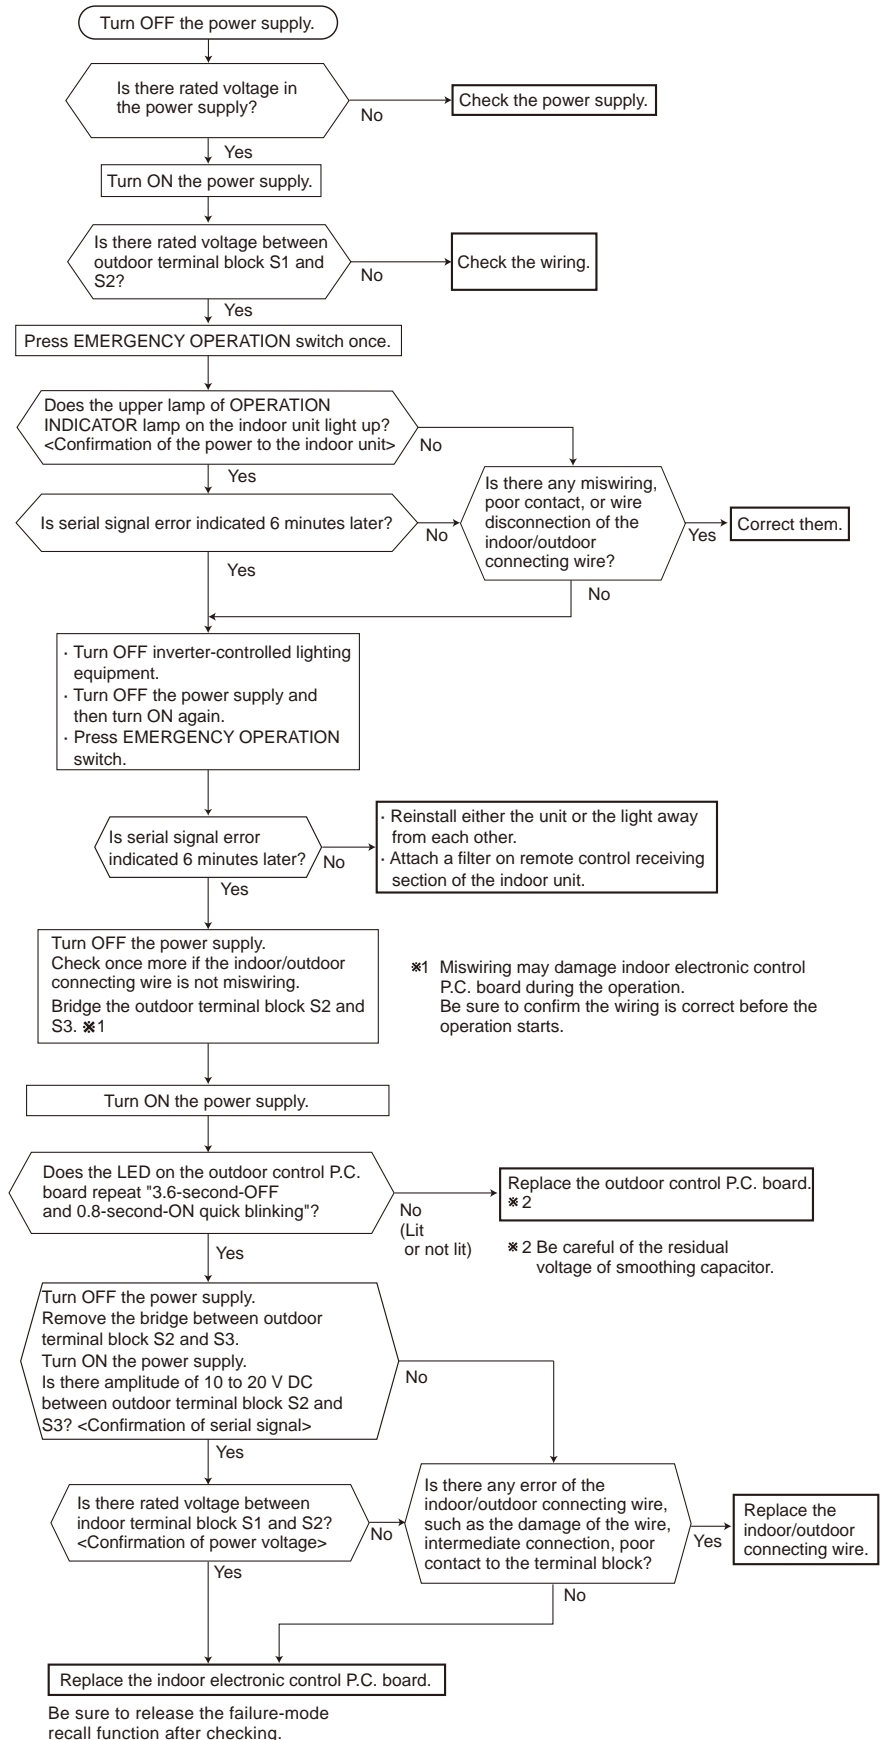 Turn OFF the power supply.
Is there rated voltage in
the power supply?
No
Check the power supply.
Yes
Turn ON the power supply.
Is there rated voltage between
outdoor terminal block S1 and
S2?
No
Check the wiring.
Yes
Press EMERGENCY OPERATION switch once.
Does the upper lamp of OPERATION
INDICATOR lamp on the indoor unit light up?
<Confirmation of the power to the indoor unit>
No
Yes
Is serial signal error indicated 6 minutes later?
No
Is there any miswiring,
poor contact, or wire
disconnection of the
indoor/outdoor
connecting wire?
Yes
Correct them.
Yes
No
· Turn OFF inverter-controlled lighting
equipment.
· Turn OFF the power supply and
then turn ON again.
· Press EMERGENCY OPERATION
switch.
Is serial signal error
indicated 6 minutes later?
No
· Reinstall either the unit or the light away
from each other.
· Attach a filter on remote control receiving
section of the indoor unit.
Yes
Turn OFF the power supply.
Check once more if the indoor/outdoor
connecting wire is not miswiring.
Bridge the outdoor terminal block S2 and
S3. ※1
※1 Miswiring may damage indoor electronic control
P.C. board during the operation.
Be sure to confirm the wiring is correct before the
operation starts.
Turn ON the power supply.
Does the LED on the outdoor control P.C.
board repeat "3.6-second-OFF
and 0.8-second-ON quick blinking"?
No
(Lit
or not lit)
Replace the outdoor control P.C. board.
※2
※2 Be careful of the residual
voltage of smoothing capacitor.
Yes
Turn OFF the power supply.
Remove the bridge between outdoor
terminal block S2 and S3.
Turn ON the power supply.
Is there amplitude of 10 to 20 V DC
between outdoor terminal block S2 and
S3? <Confirmation of serial signal>
No
Yes
Is there rated voltage between
indoor terminal block S1 and S2?
<Confirmation of power voltage>
No
Is there any error of the
indoor/outdoor connecting wire,
such as the damage of the wire,
intermediate connection, poor
contact to the terminal block?
Yes
Replace the
indoor/outdoor
connecting wire.
Yes
No
Replace the indoor electronic control P.C. board.
Be sure to release the failure-mode
recall function after checking.